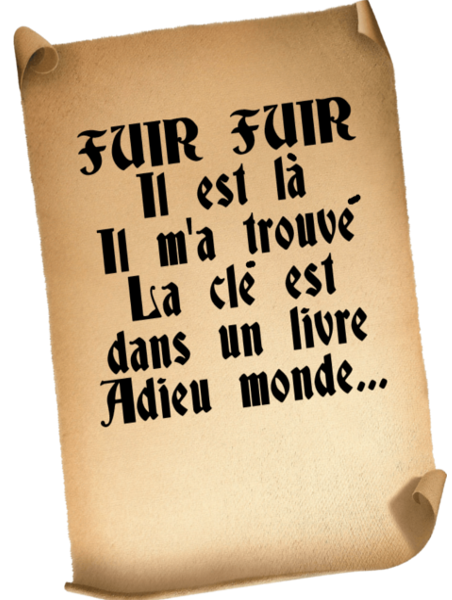 FUIR FUIR
Il est là
Il m'a trouvé
La clé est
dans un livre
Adieu monde...